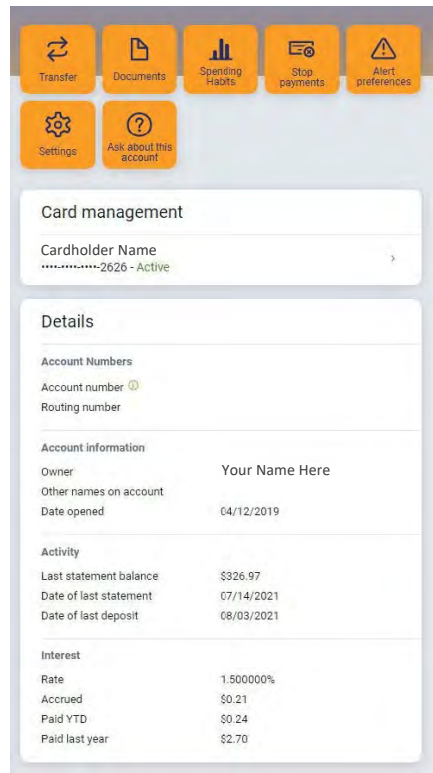 Transfer
Documents
Spending
Habits
Stop
payments
Alert
preferences
Settings
Ask about this
account
Card management
Cardholder Name
••••-••••-••••-2626 - Active
Details
Account Numbers
Account number
Routing number
Account information
Owner Your Name Here
Other names on account
Date opened 04/12/2019
Activity
Last statement balance $326.97
Date of last statement 07/14/2021
Date of last deposit 08/03/2021
Interest
Rate 1.500000%
Accrued $0.21
Paid YTD $0.24
Paid last year $2.70